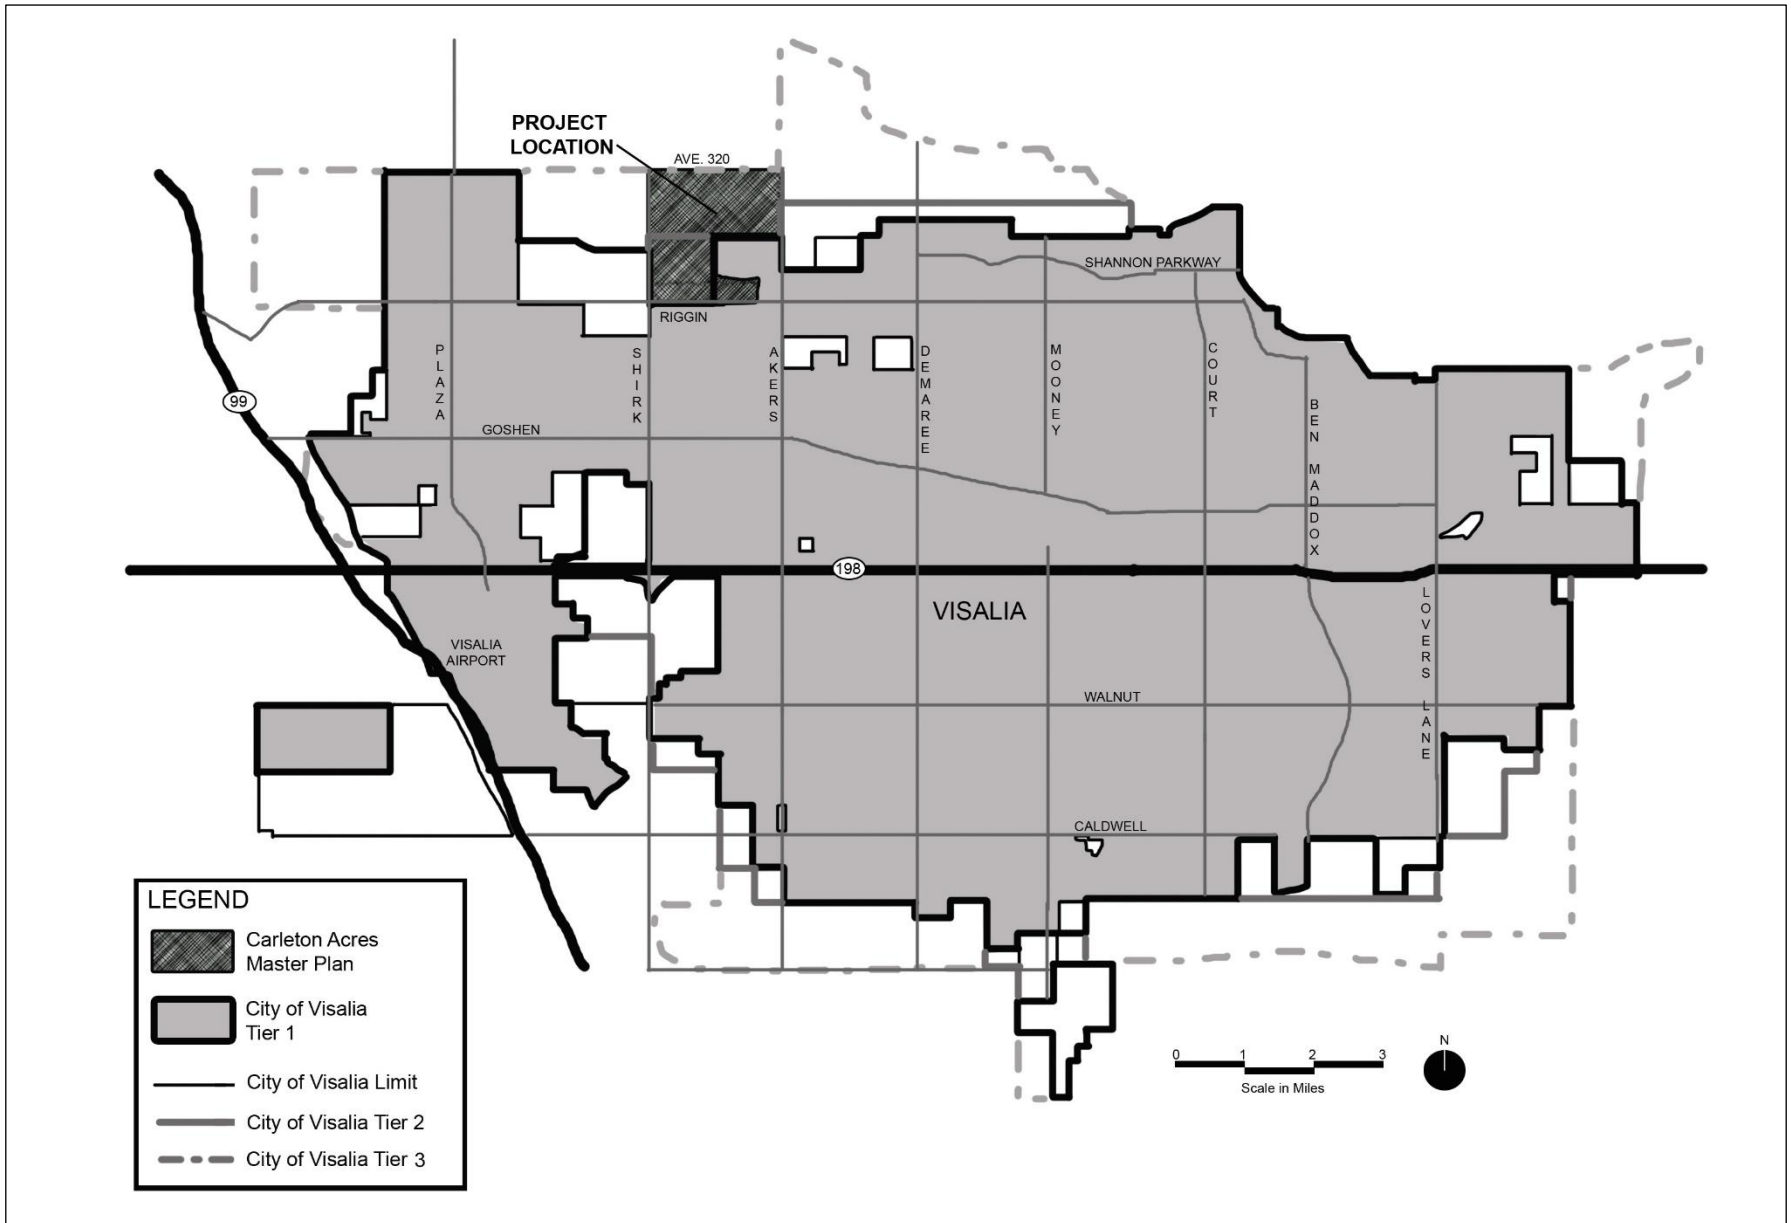 PROJECT
LOCATION
AVE. 320
SHANNON PARKWAY
RIGGIN
PLAZA
SHIRK
AKERS
DEMAREE
MOONEY
COURT
BEN MADDOX
99
GOSHEN
198
VISALIA
LOVERS LANE
VISALIA
AIRPORT
WALNUT
CALDWELL
LEGEND
Carleton Acres
Master Plan
City of Visalia
Tier 1
City of Visalia Limit
City of Visalia Tier 2
City of Visalia Tier 3
0 1 2 3
Scale in Miles
N